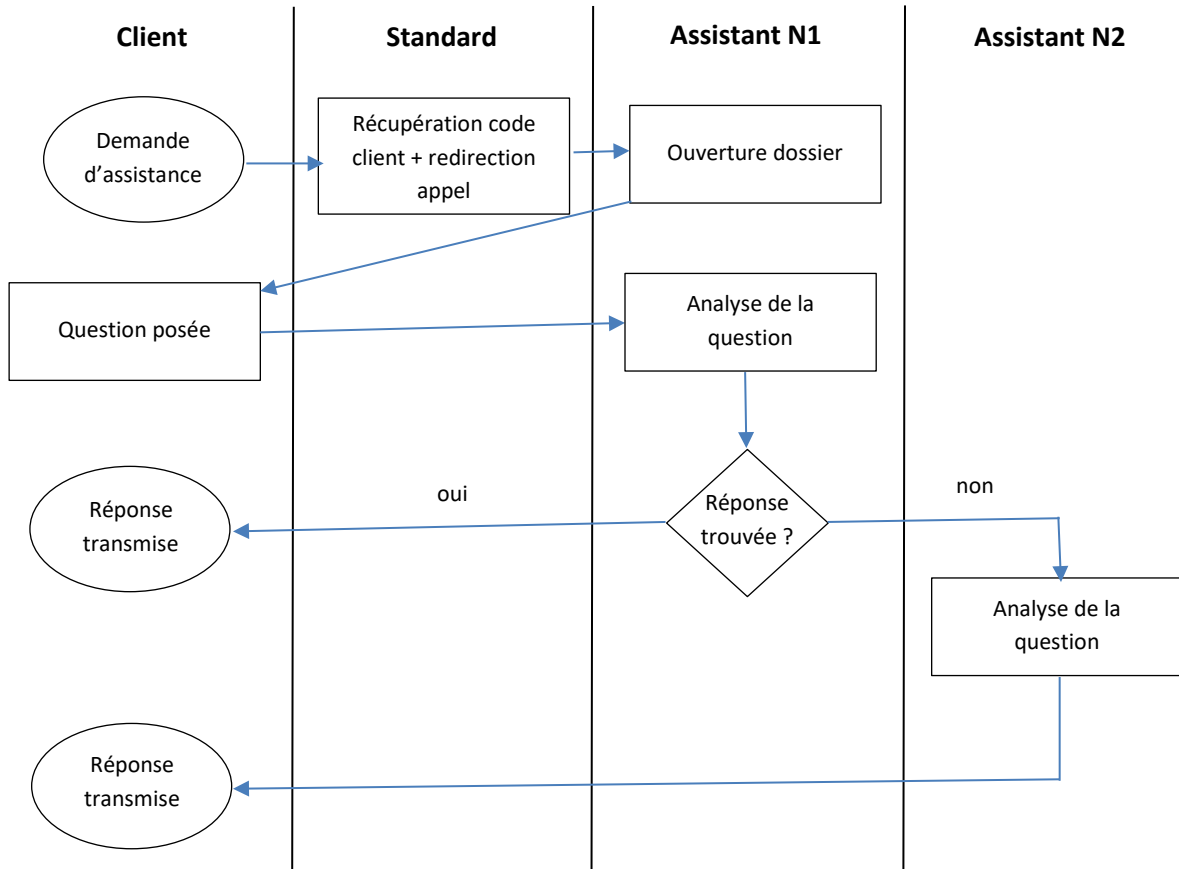 Client
Standard
Assistant N1
Assistant N2
Demande
d’assistance
Récupération code
client + redirection
appel
Ouverture dossier
Question posée
Analyse de la
question
Réponse
transmise
oui
Réponse
trouvée ?
non
Analyse de la
question
Réponse
transmise